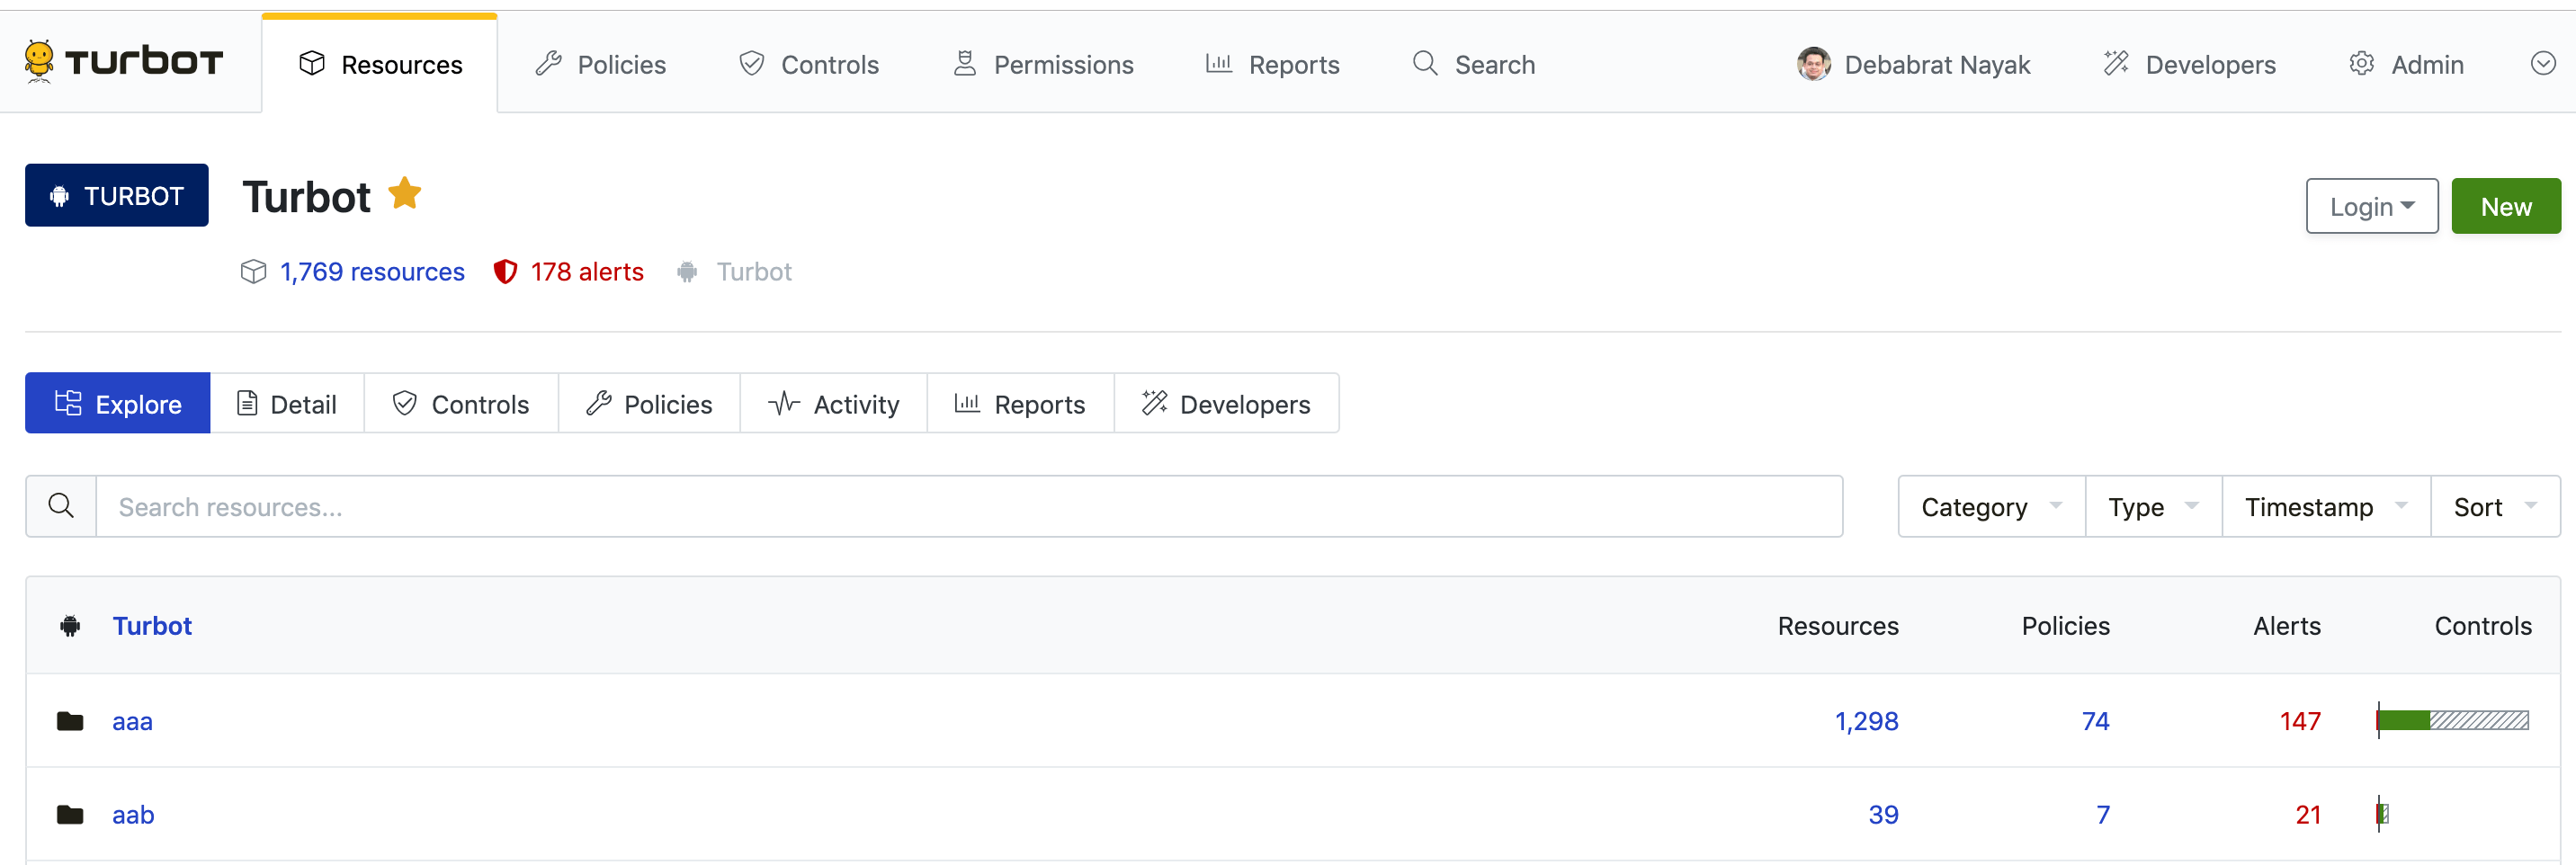 TURBOT Resources Policies Controls Permissions Reports Search Debabrat Nayak Developers Admin
TURBOT Turbot Login New
1,769 resources 178 alerts Turbot
Explore Detail Controls Policies Activity Reports Developers
Search resources... Category Type Timestamp Sort
Turbot Resources Policies Alerts Controls
aaa 1,298 74 147
aab 39 7 21